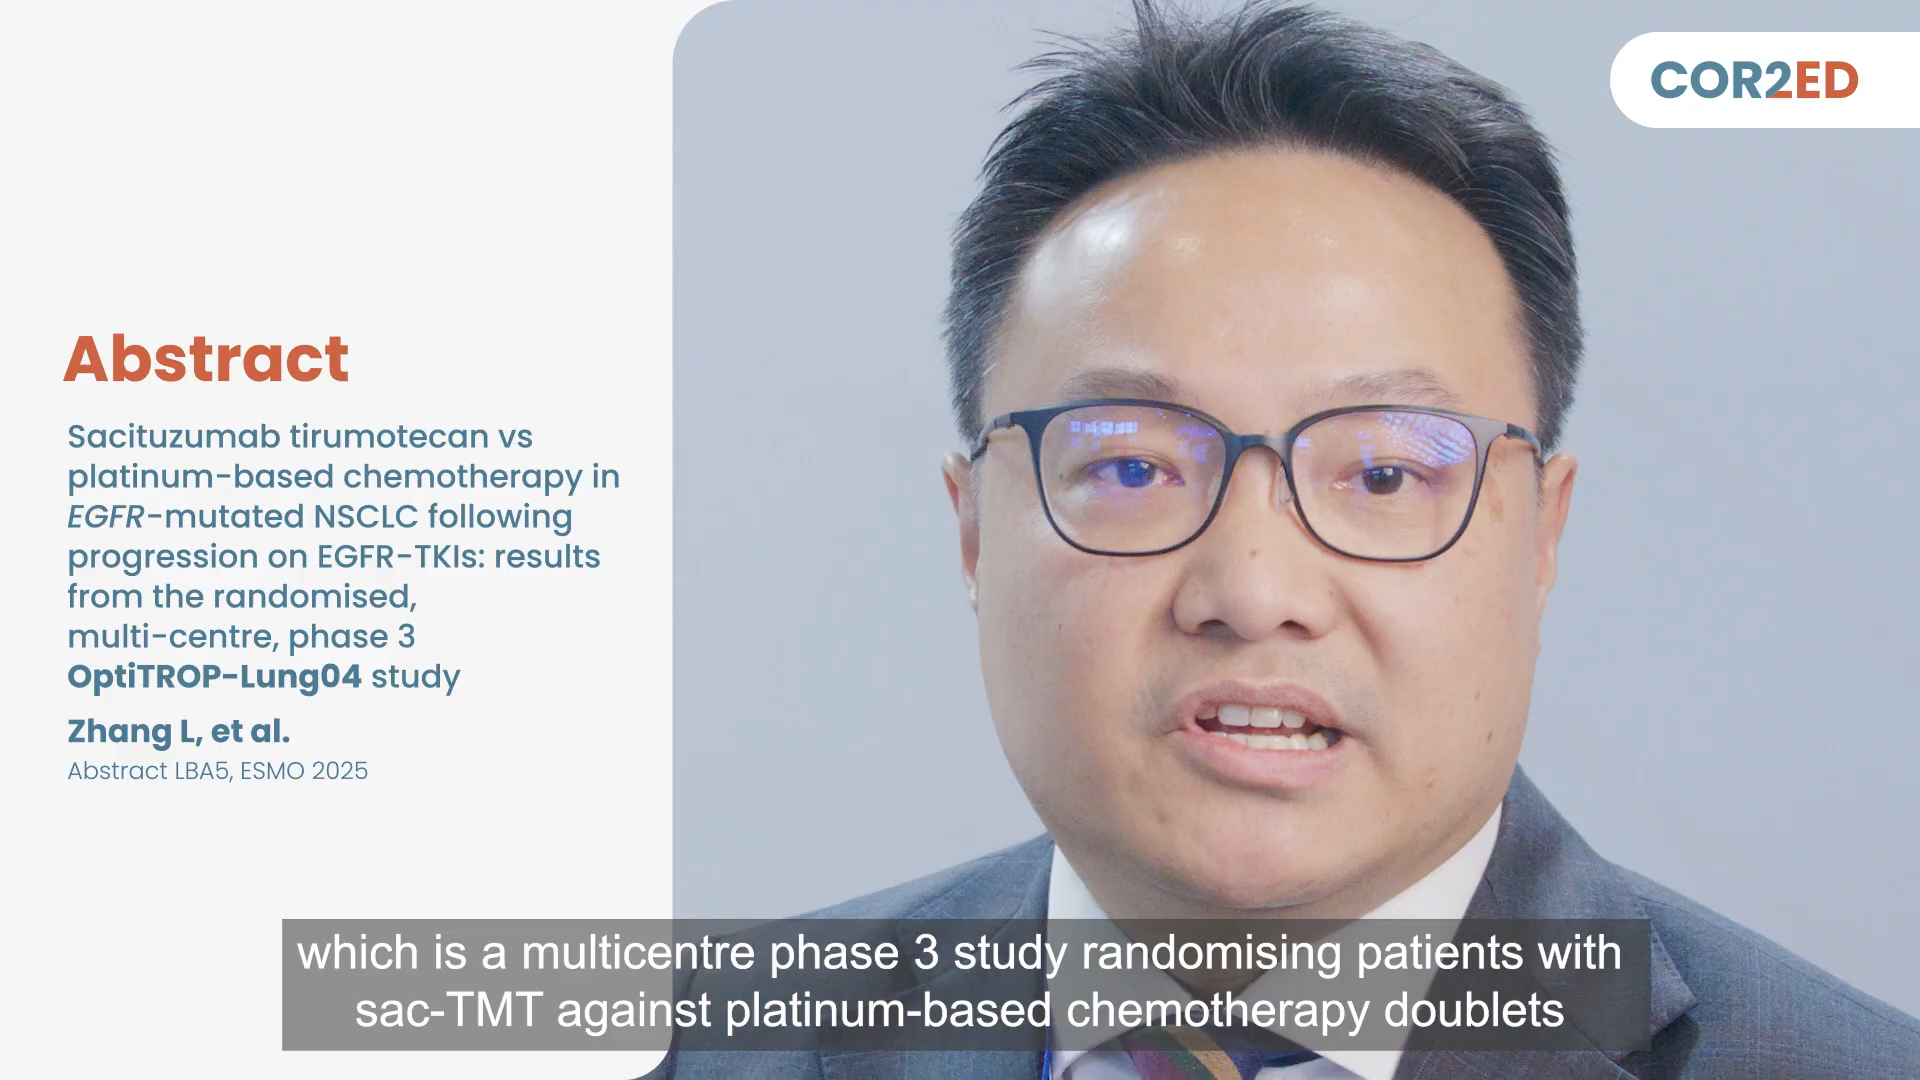 COR2ED
Abstract
Sacituzumab tirumotecan vs
platinum-based chemotherapy in
EGFR-mutated NSCLC following
progression on EGFR-TKIs: results
from the randomised,
multi-centre, phase 3
OptiTROP-Lung04 study
Zhang L, et al.
Abstract LBA5, ESMO 2025
which is a multicentre phase 3 study randomising patients with
sac-TMT against platinum-based chemotherapy doublets